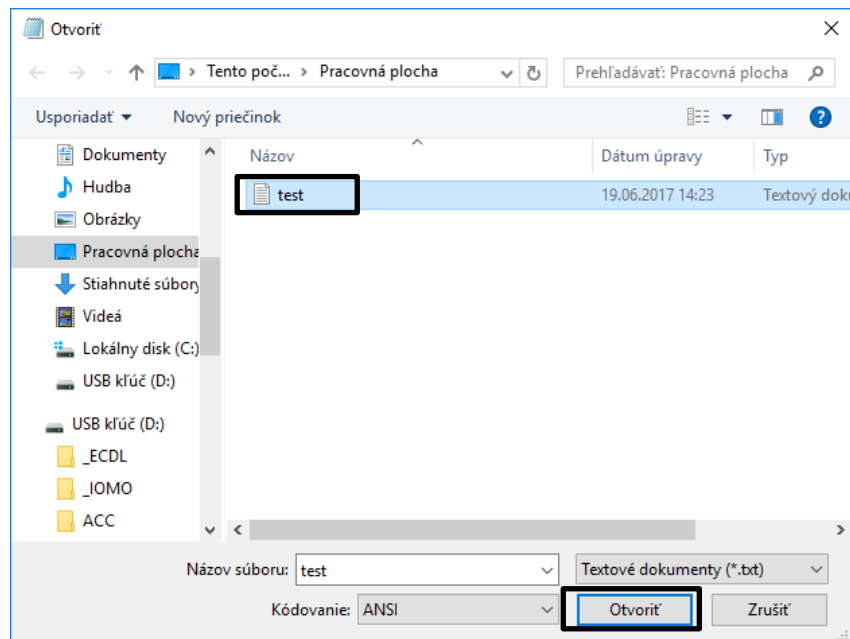 Otvoriť
Tento poč... › Pracovná plocha
Prehľadávať: Pracovná plocha
Usporiadať
Nový priečinok
Názov
Dátum úpravy
Typ
Dokumenty
Hudba
Obrázky
Pracovná plocha
Stiahnuté súbory
Videá
Lokálny disk (C:)
USB kľúč (D:)
USB kľúč (D:)
_ECDL
_IOMO
ACC
test
19.06.2017 14:23
Textový dok
Názov súboru: test
Textové dokumenty (*.txt)
Kódovanie: ANSI
Otvoriť
Zrušiť